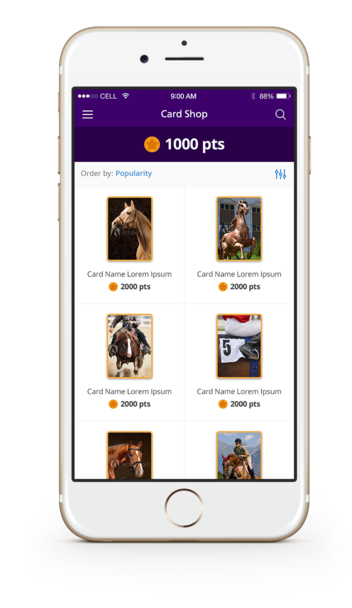 CELL 9:00 AM 88%
Card Shop
1000 pts
Order by: Popularity
Card Name Lorem Ipsum Card Name Lorem Ipsum
2000 pts 2000 pts
5
Card Name Lorem Ipsum Card Name Lorem Ipsum
2000 pts 2000 pts